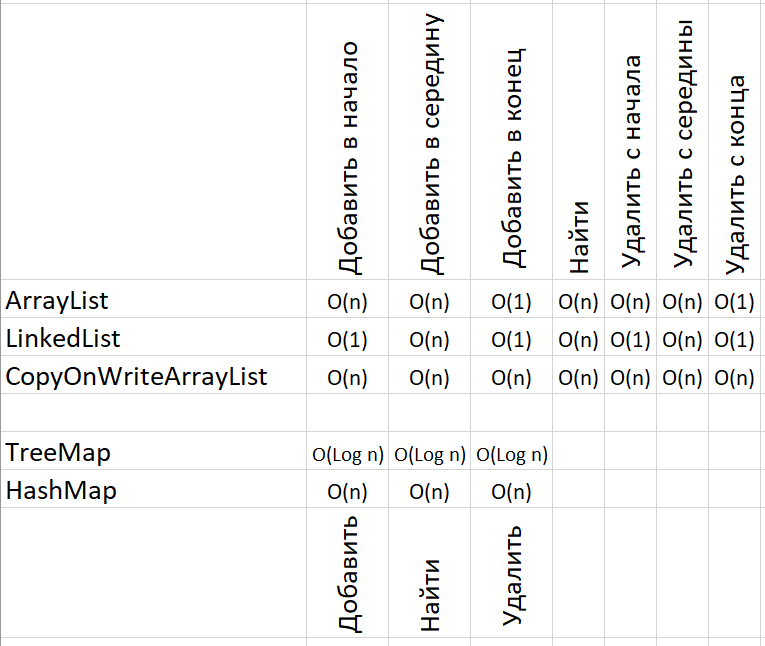 Добавить в начало Добавить в середину Добавить в конец Найти Удалить с начала Удалить с середины Удалить с конца
ArrayList O(n) O(n) O(1) O(n) O(n) O(n) O(1)
LinkedList O(1) O(n) O(1) O(n) O(1) O(n) O(1)
CopyOnWriteArrayList O(n) O(n) O(n) O(n) O(n) O(n) O(n)
TreeMap O(Log n) O(Log n) O(Log n)
HashMap O(n) O(n) O(n)
Добавить Найти Удалить